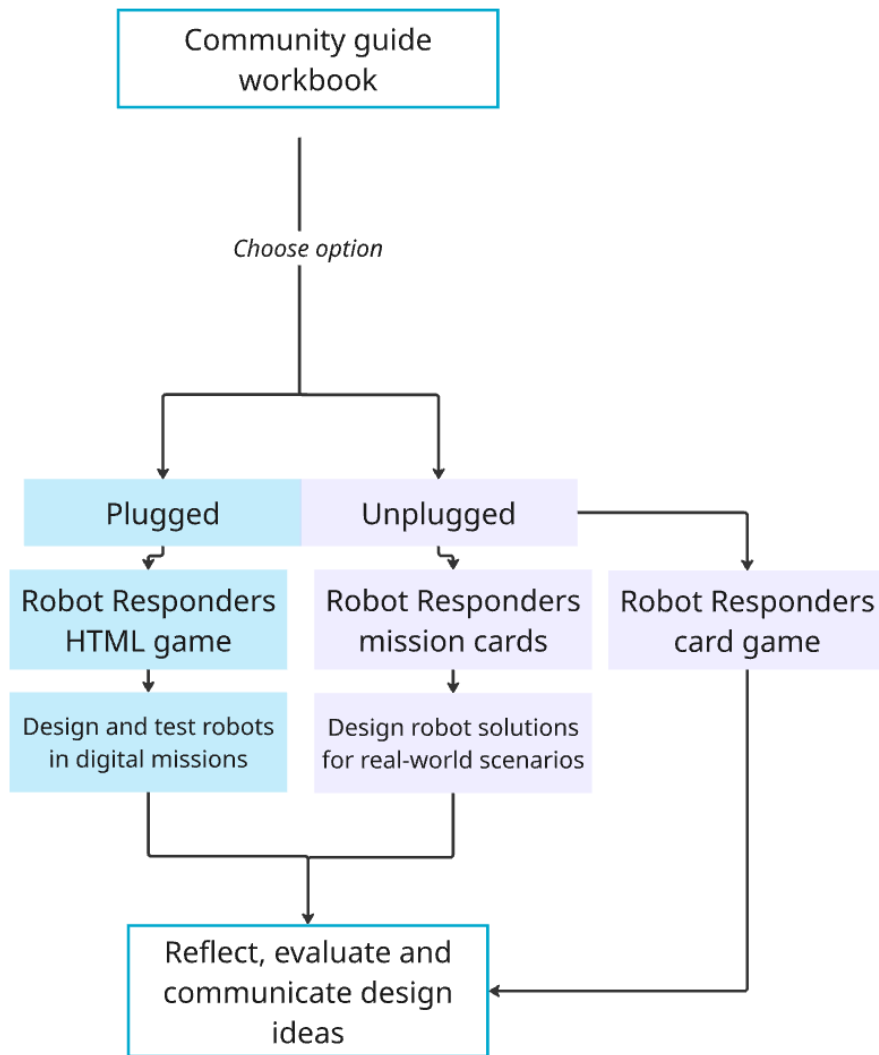 Community guide
workbook
Choose option
Plugged
Unplugged
Robot Responders
HTML game
Robot Responders
mission cards
Robot Responders
card game
Design and test robots
in digital missions
Design robot solutions
for real-world scenarios
Reflect, evaluate and
communicate design
ideas